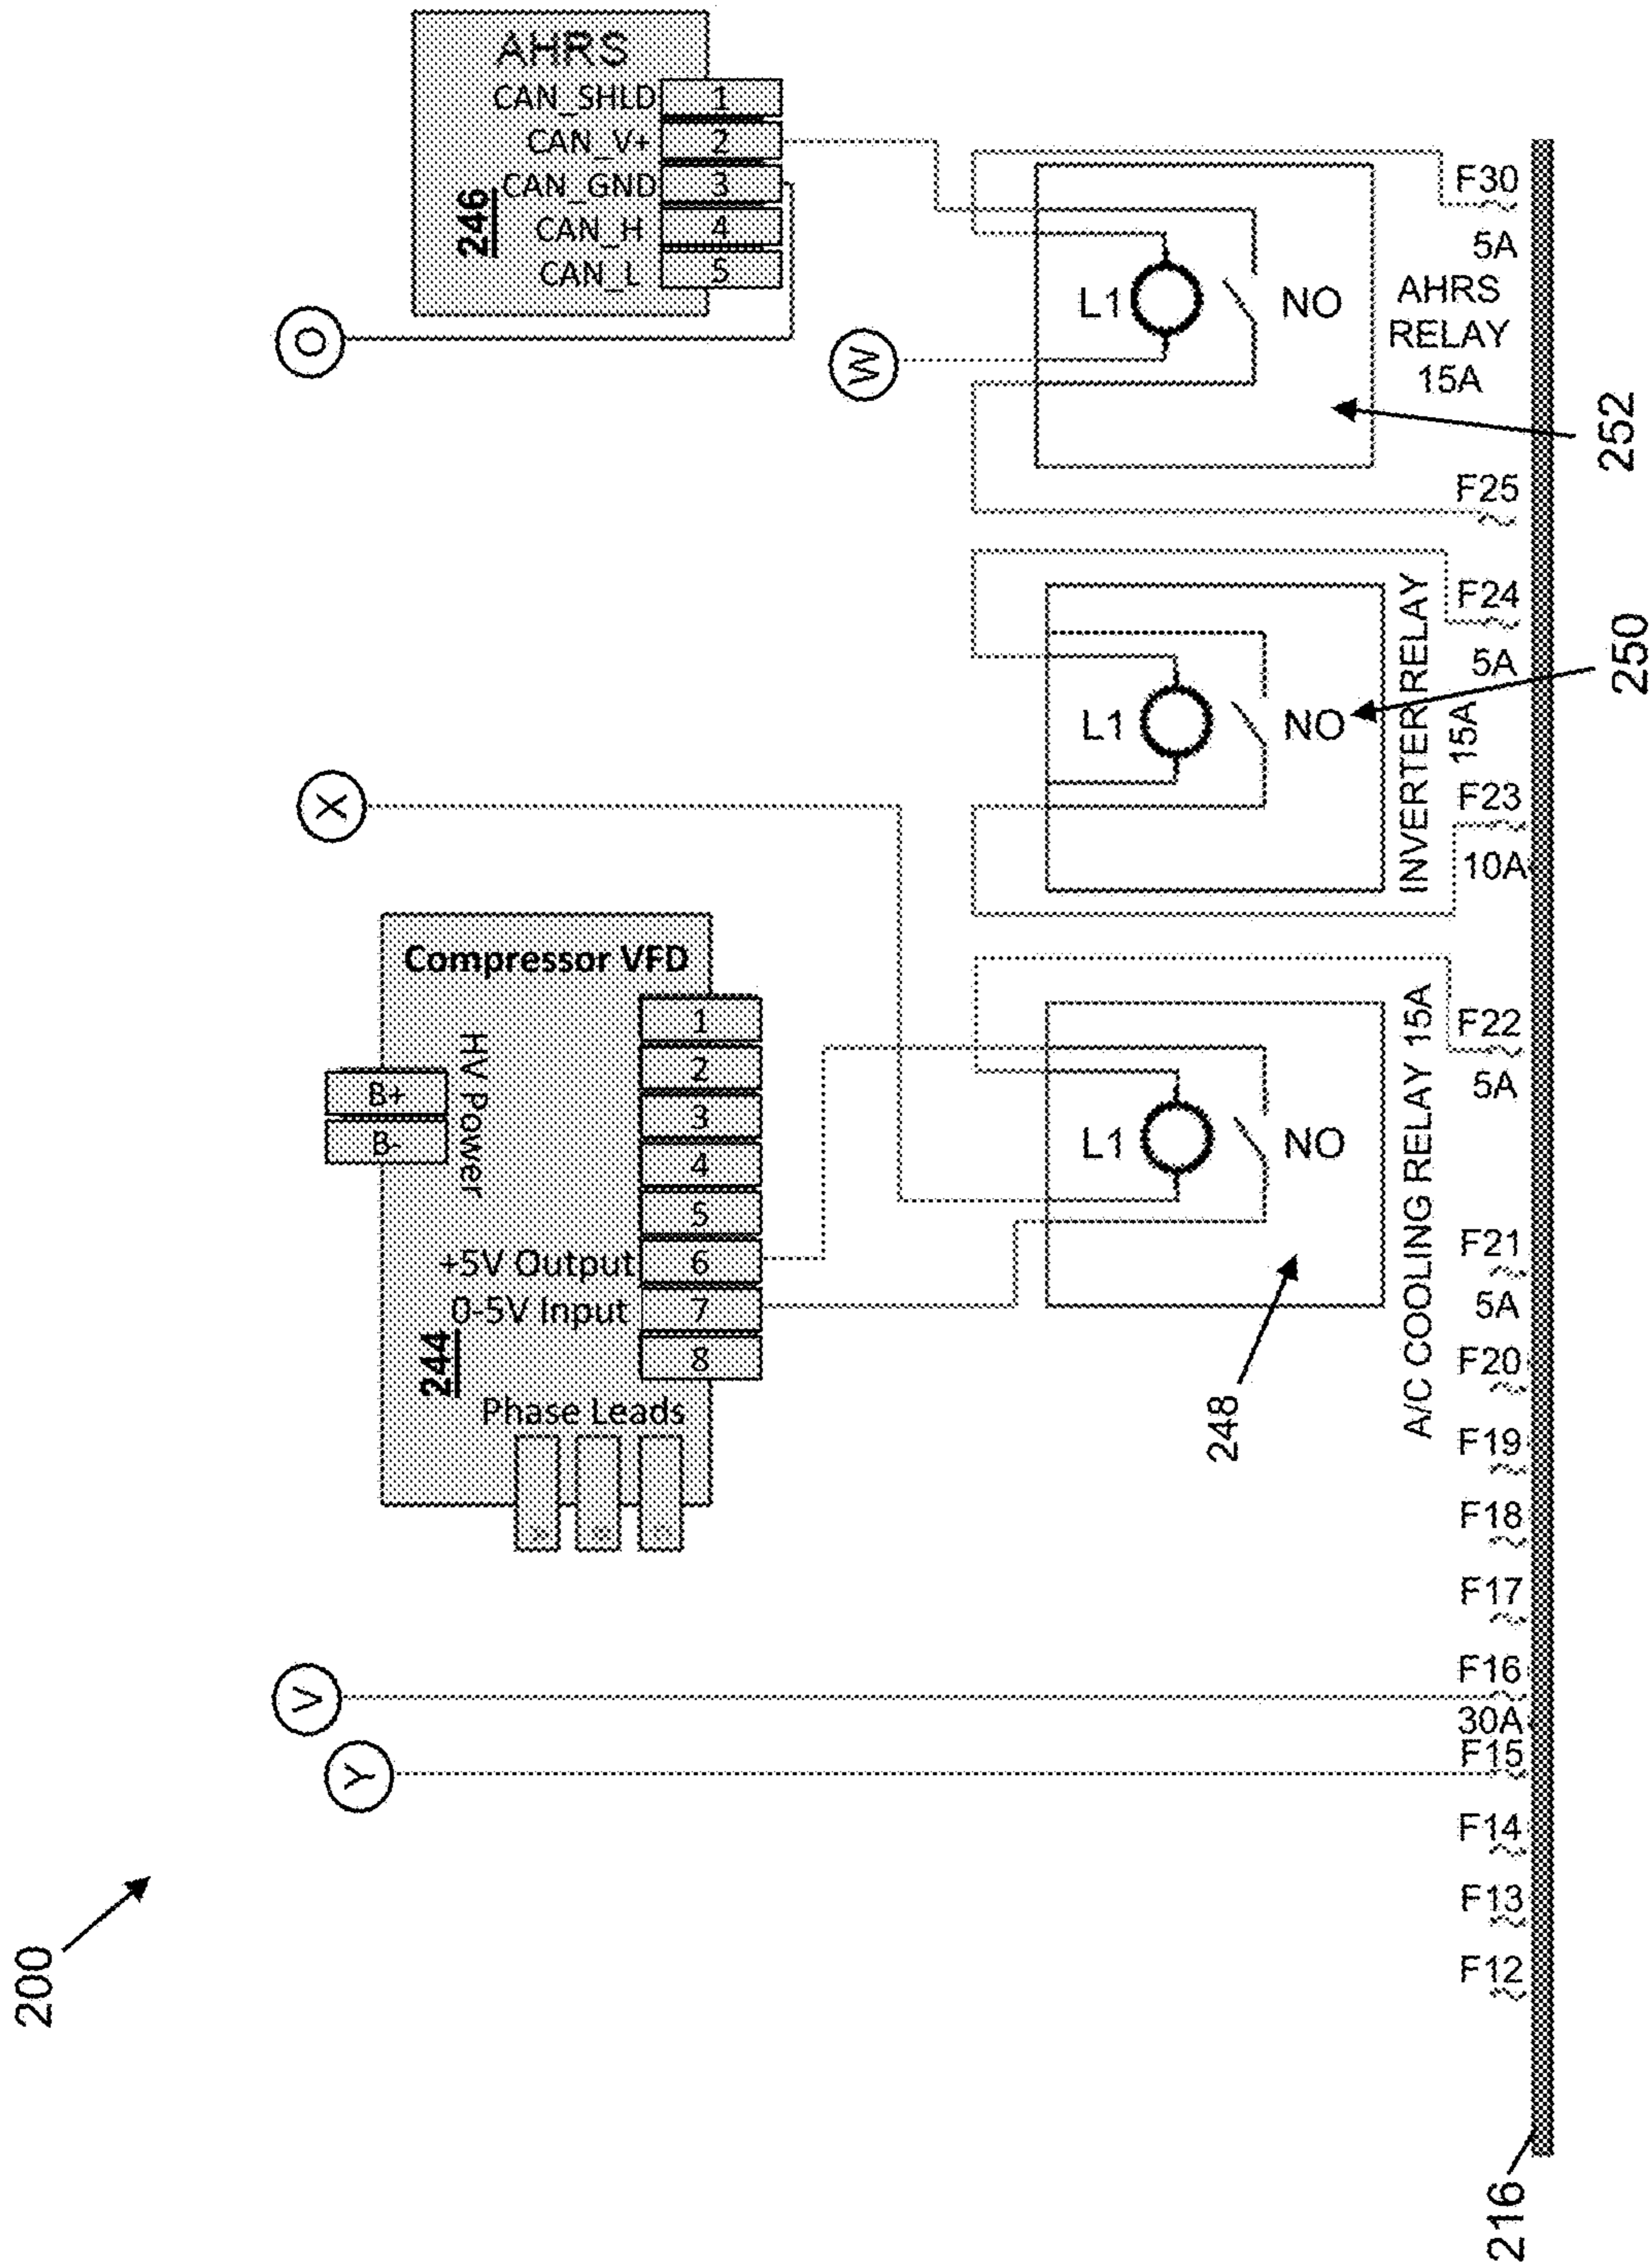 AHRS
CAN_SHLD 1
CAN_V+ 2
CAN_GND 3
CAN_H 4
CAN_L 5
246
O
W
L1
NO
AHRS
RELAY
15A
F30
5A
252
F25
X
L1
NO
INVERTER RELAY
15A
F24
5A
250
F23
10A
Compressor VFD
HV Power
B+
B-
1
2
3
4
5
+5V Output 6
0-5V Input 7
8
244
Phase Leads
L1
NO
248
A/C COOLING RELAY 15A
F22
5A
F21
5A
F20
F19
F18
F17
V
F16
30A
Y
F15
F14
F13
F12
200
216